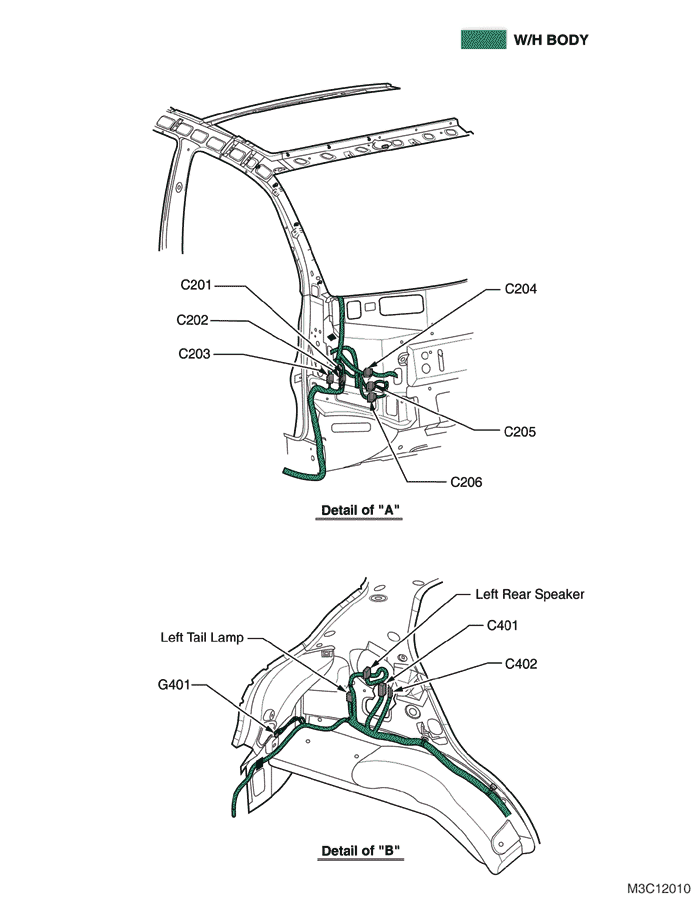 W/H BODY
C201
C204
C202
C203
C205
C206
Detail of "A"
Left Rear Speaker
C401
Left Tail Lamp
C402
G401
Detail of "B"
M3C12010